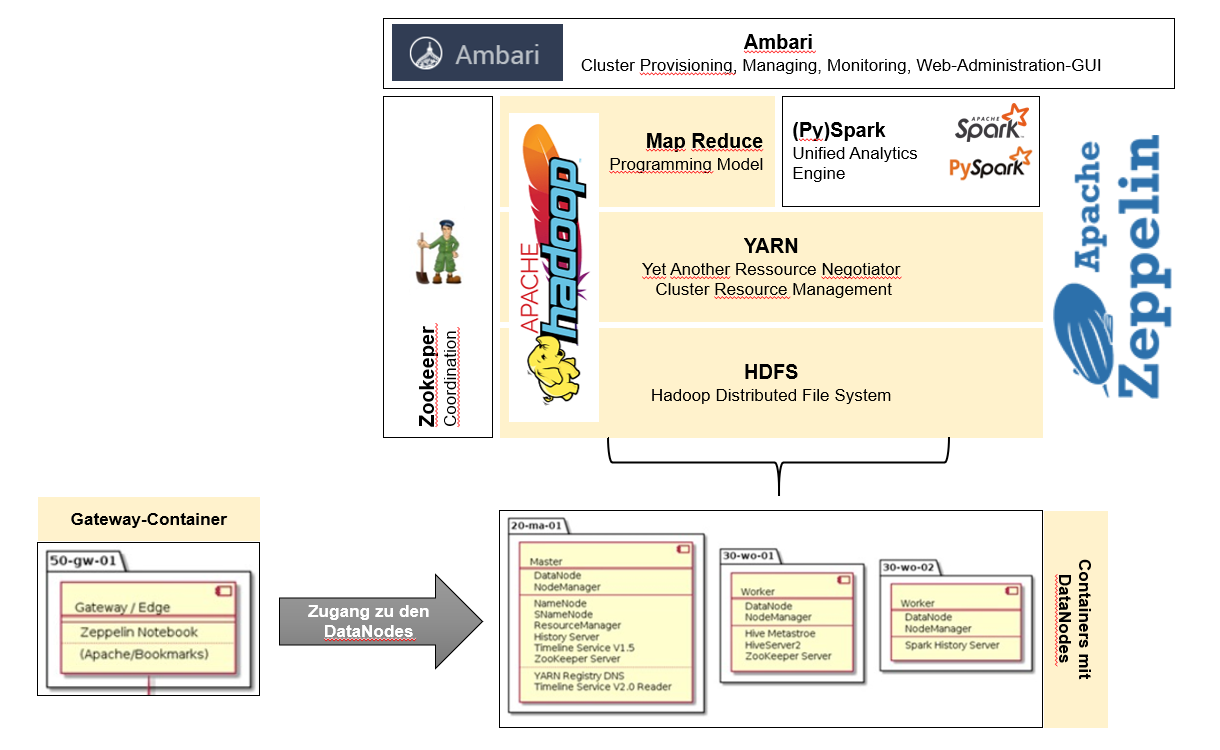 Ambari
Ambari
Cluster Provisioning, Managing, Monitoring, Web-Administration-GUI
Zookeeper
Coordination
APACHE
hadoop
Map Reduce
Programming Model
(Py)Spark
Unified Analytics
Engine
APACHE
Spark
PySpark
YARN
Yet Another Ressource Negotiator
Cluster Resource Management
HDFS
Hadoop Distributed File System
Apache
Zeppelin
Gateway-Container
50-gw-01
Gateway / Edge
Zeppelin Notebook
(Apache/Bookmarks)
Zugang zu den
DataNodes
20-ma-01
Master
DataNode
NodeManager
NameNode
SNameNode
ResourceManager
History Server
Timeline Service V1.5
ZooKeeper Server
YARN Registry DNS
Timeline Service V2.0 Reader
30-wo-01
Worker
DataNode
NodeManager
Hive Metastroe
HiveServer2
ZooKeeper Server
30-wo-02
Worker
DataNode
NodeManager
Spark History Server
Containers mit
DataNodes